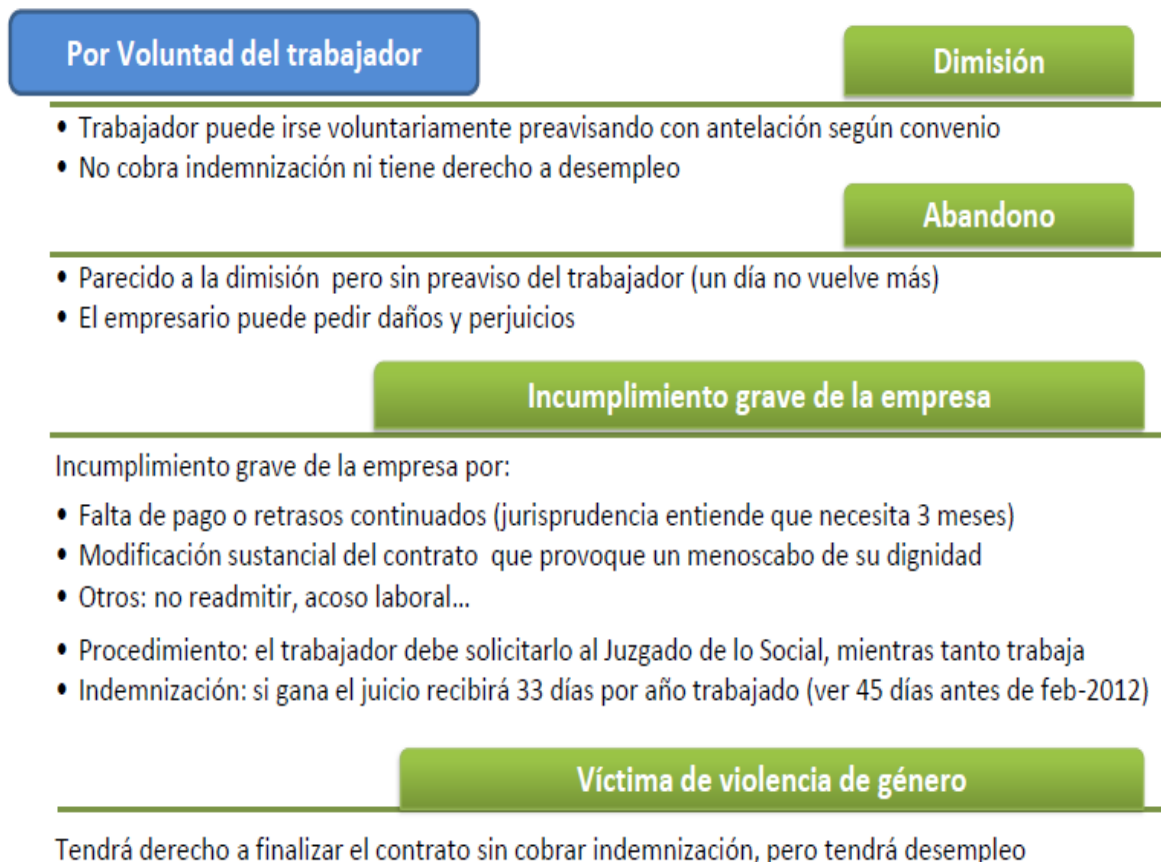 Por Voluntad del trabajador
Dimisión
• Trabajador puede irse voluntariamente preavisando con antelación según convenio
• No cobra indemnización ni tiene derecho a desempleo
Abandono
• Parecido a la dimisión pero sin preaviso del trabajador (un día no vuelve más)
• El empresario puede pedir daños y perjuicios
Incumplimiento grave de la empresa
Incumplimiento grave de la empresa por:
• Falta de pago o retrasos continuados (jurisprudencia entiende que necesita 3 meses)
• Modificación sustancial del contrato que provoque un menoscabo de su dignidad
• Otros: no readmitir, acoso laboral...
• Procedimiento: el trabajador debe solicitarlo al Juzgado de lo Social, mientras tanto trabaja
• Indemnización: si gana el juicio recibirá 33 días por año trabajado (ver 45 días antes de feb-2012)
Víctima de violencia de género
Tendrá derecho a finalizar el contrato sin cobrar indemnización, pero tendrá desempleo